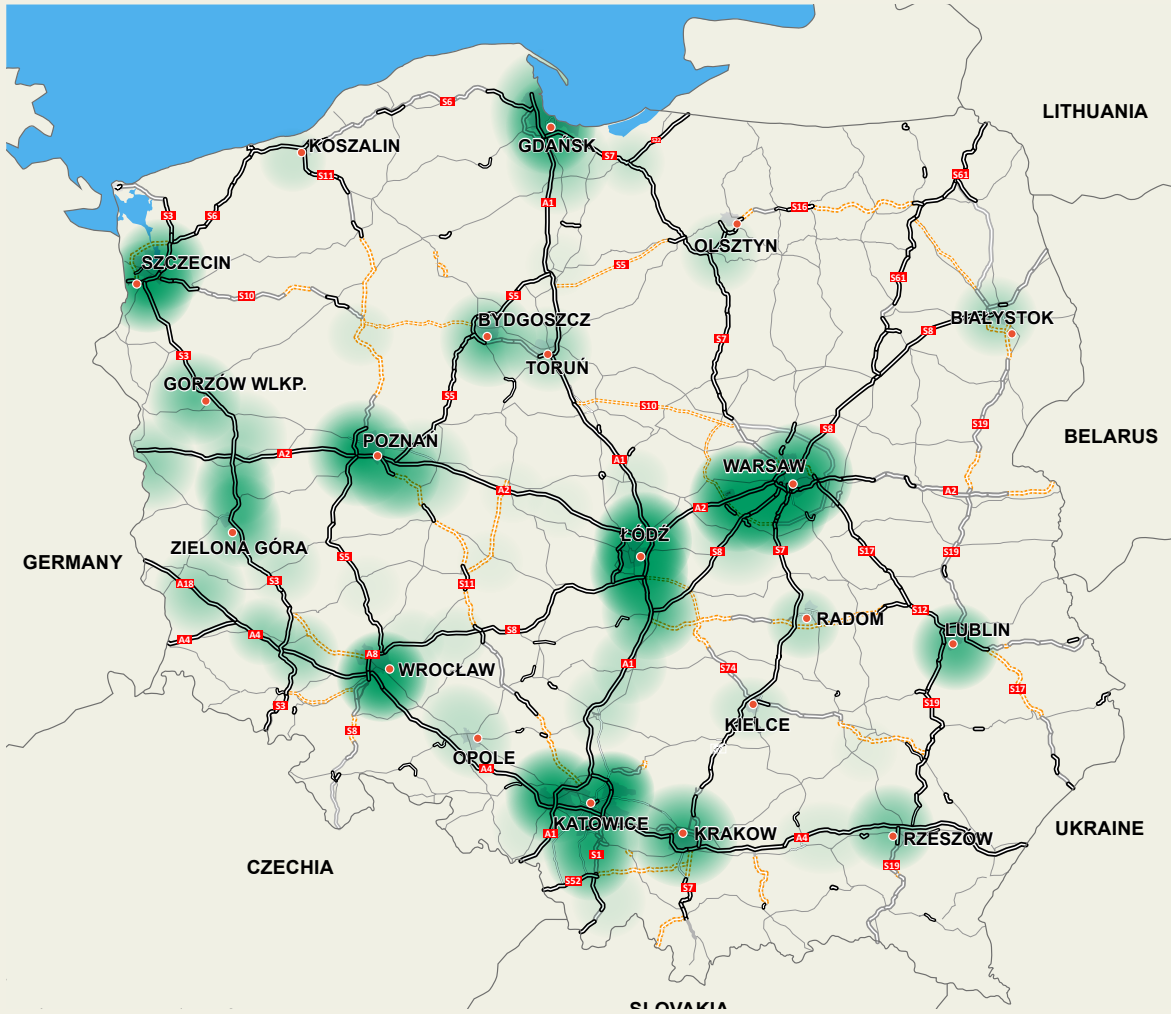 S6
LITHUANIA
GDAŃSK
KOSZALIN
S7
S11
S61
A1
S16
S3
S6
OLSZTYN
SZCZECIN
S5
S61
S10
S5
BIAŁYSTOK
BYDGOSZCZ
S8
S7
S3
TORUŃ
GORZÓW WLKP.
S5
S10
S19
S8
POZNAŃ
BELARUS
A2
A1
WARSAW
A2
A2
A2
ŁÓDŹ
ZIELONA GÓRA
S8
S7
S17
S19
GERMANY
S5
A18
S3
S11
S12
RADOM
LUBLIN
S8
A4
A4
A8
A1
WROCŁAW
S74
S17
S3
S19
KIELCE
S8
OPOLE
A4
KATOWICE
KRAKOW
A1
A4
RZESZÓW
UKRAINE
S1
CZECHIA
S52
S7
S19
SLOVAKIA